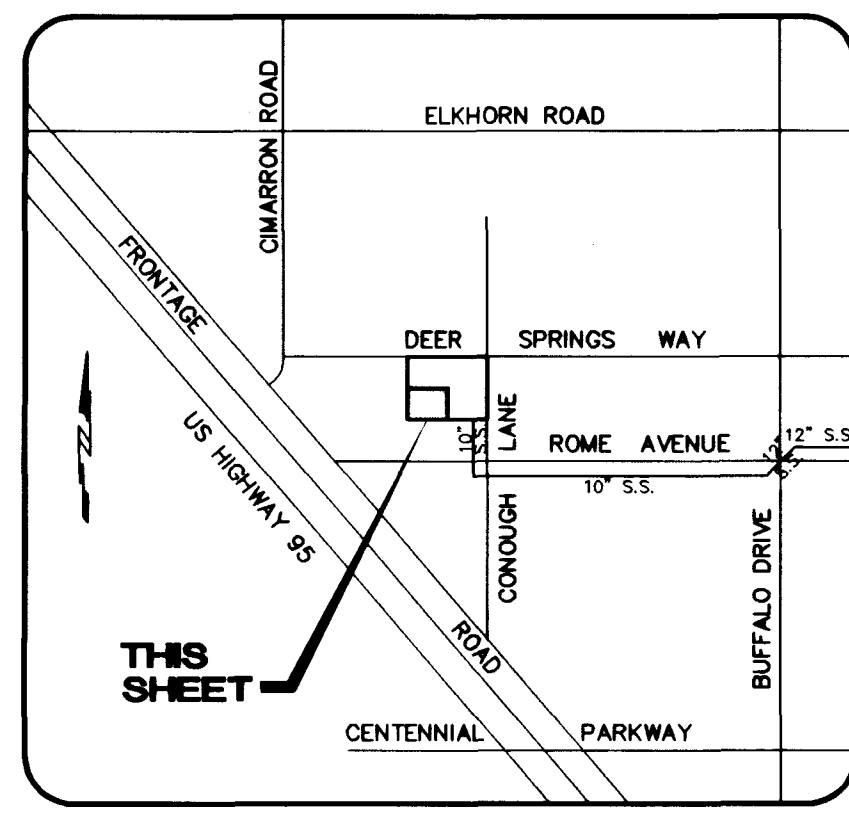 CIMARRON ROAD
ELKHORN ROAD
FRONTAGE
DEER SPRINGS WAY
US HIGHWAY 95
10" S.S.
CONOUGH LANE
ROME AVENUE
12" S.S.
12" S.S
10" S.S.
BUFFALO DRIVE
ROAD
THIS
SHEET
CENTENNIAL PARKWAY